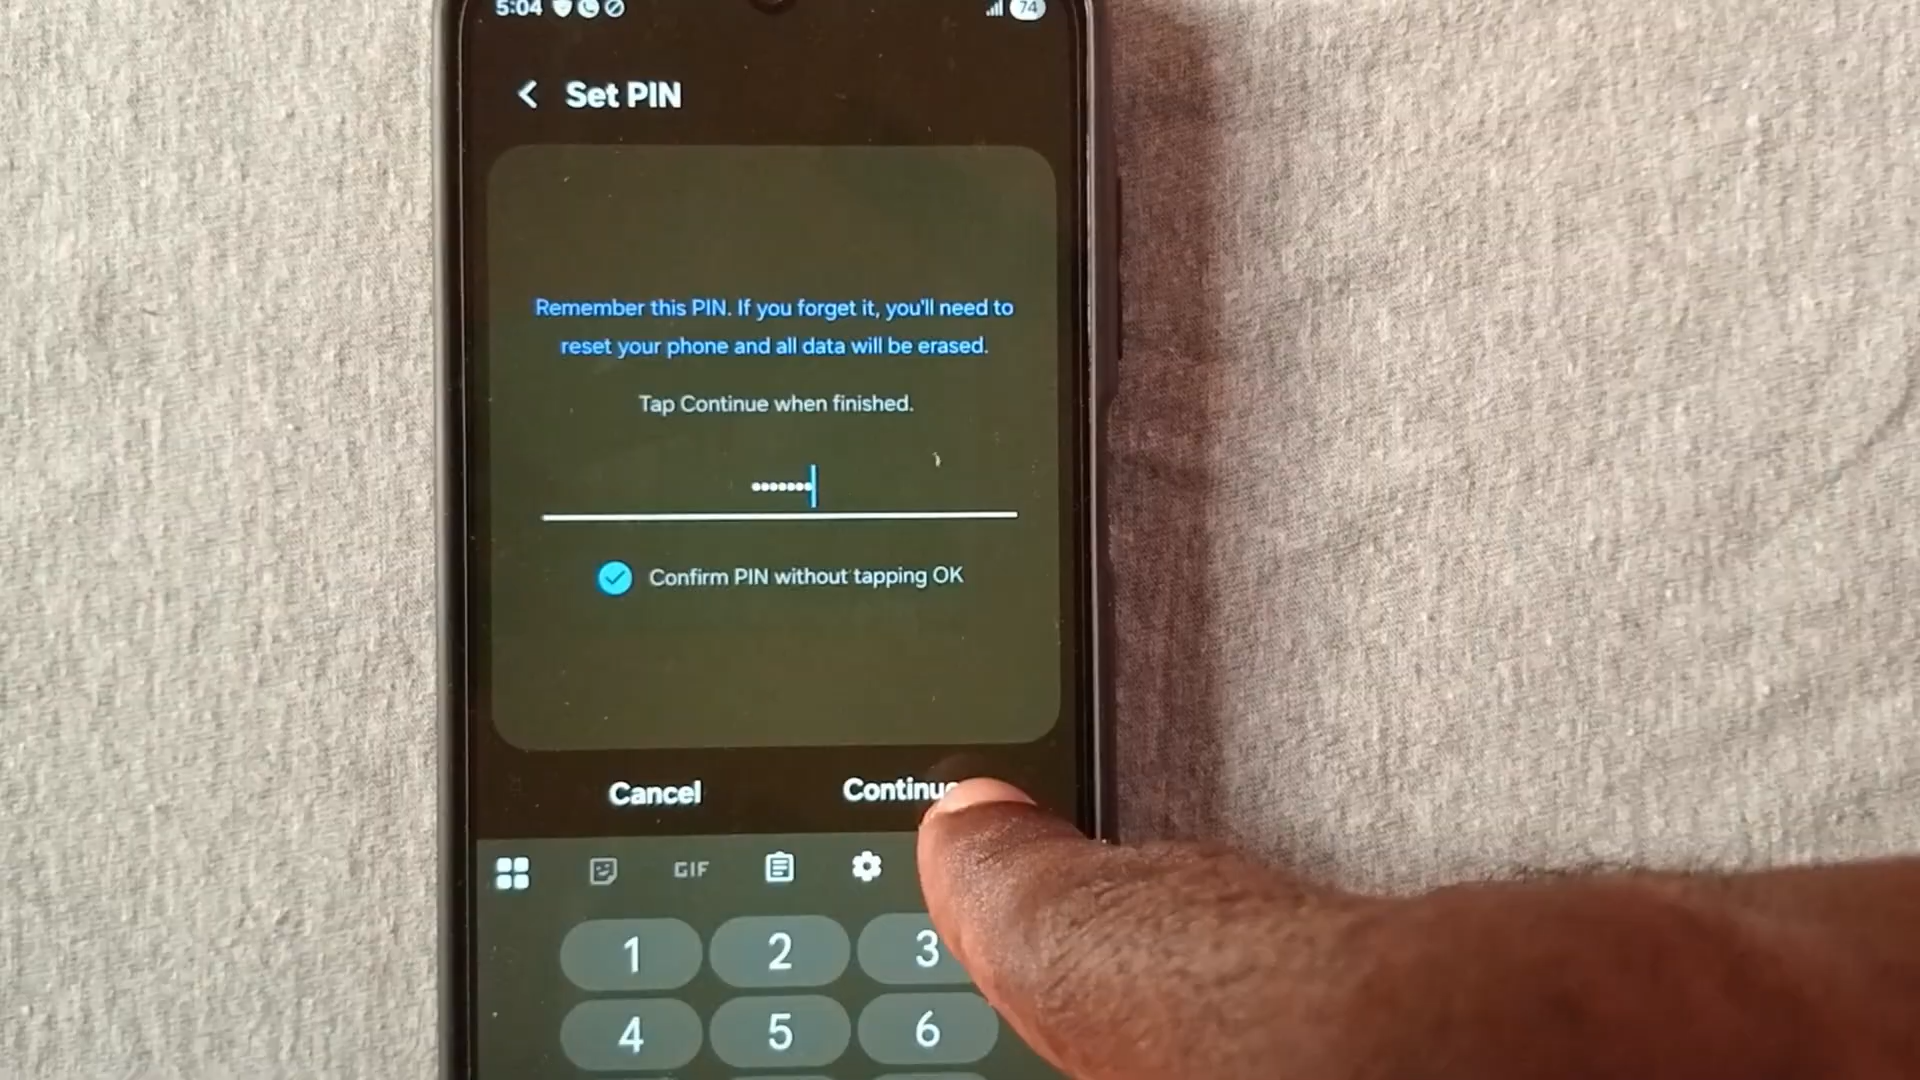 5:04 74
Set PIN
Remember this PIN. If you forget it, you'll need to
reset your phone and all data will be erased.
Tap Continue when finished.
•••••••
Confirm PIN without tapping OK
Cancel Continue
GIF
1 2 3
4 5 6